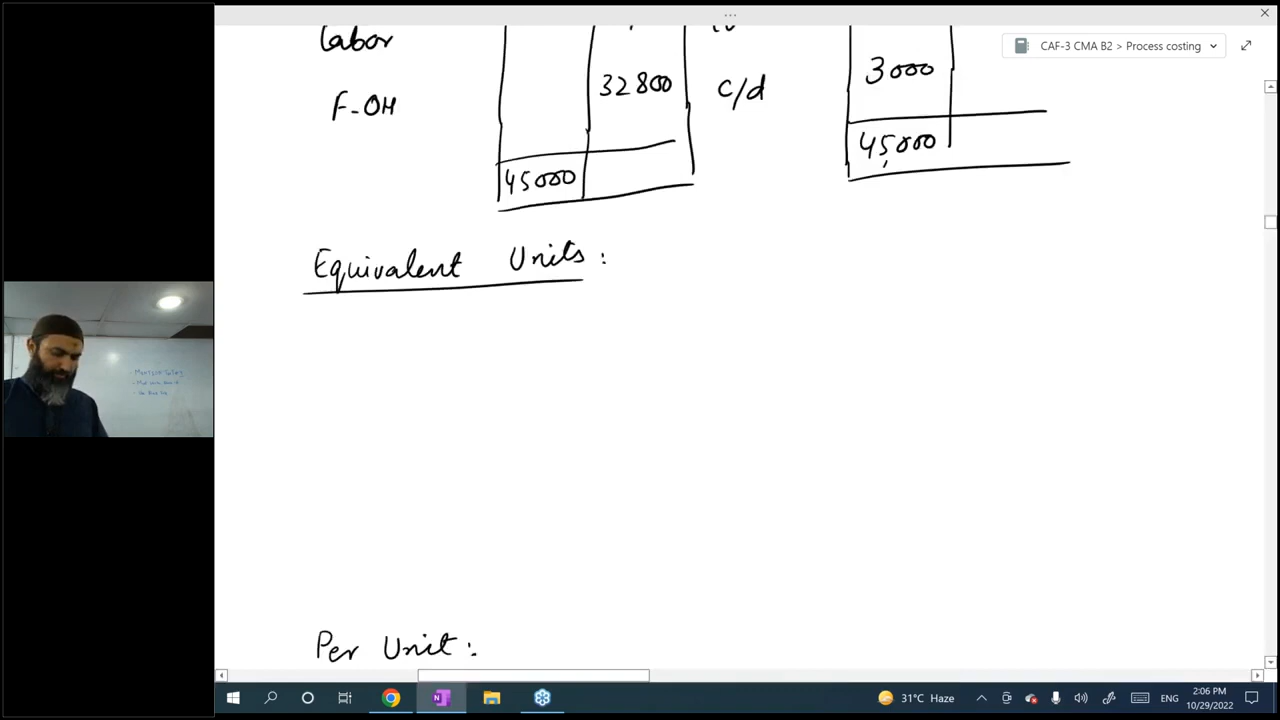 CAF-3 CMA B2 > Process costing
Labor
32800 c/d 3000
F-OH
45000 45000
Equivalent Units:
Per Unit:
31°C Haze ENG 2:06 PM
10/29/2022